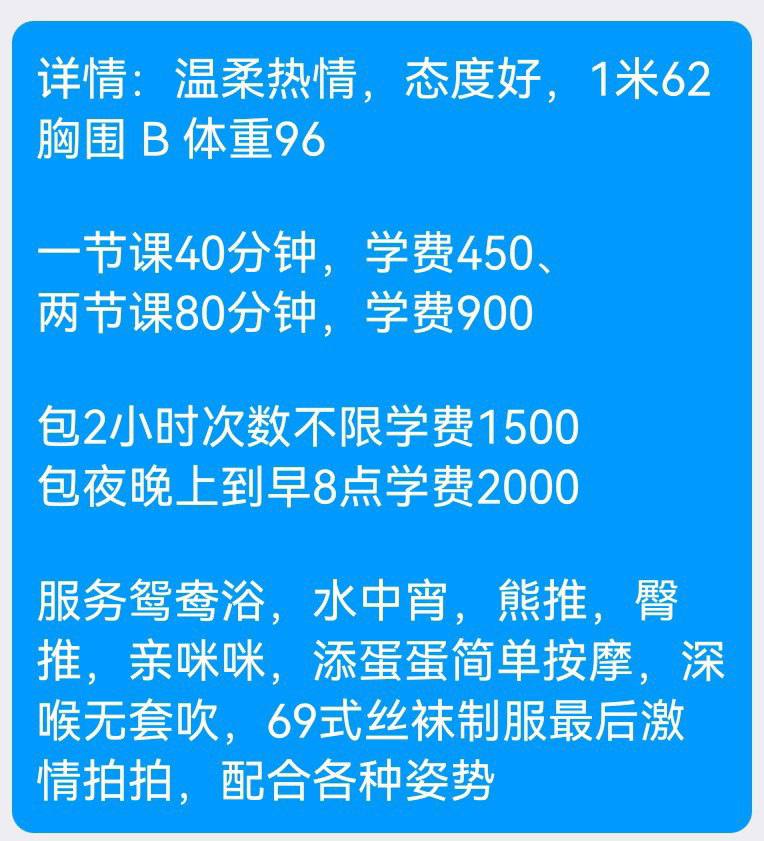 详情：温柔热情，态度好，1米62
胸围 B 体重96
一节课40分钟，学费450、
两节课80分钟，学费900
包2小时次数不限学费1500
包夜晚上到早8点学费2000
服务鸳鸯浴，水中宵，熊推，臀
推，亲咪咪，添蛋蛋简单按摩，深
喉无套吹，69式丝袜制服最后激
情拍拍，配合各种姿势